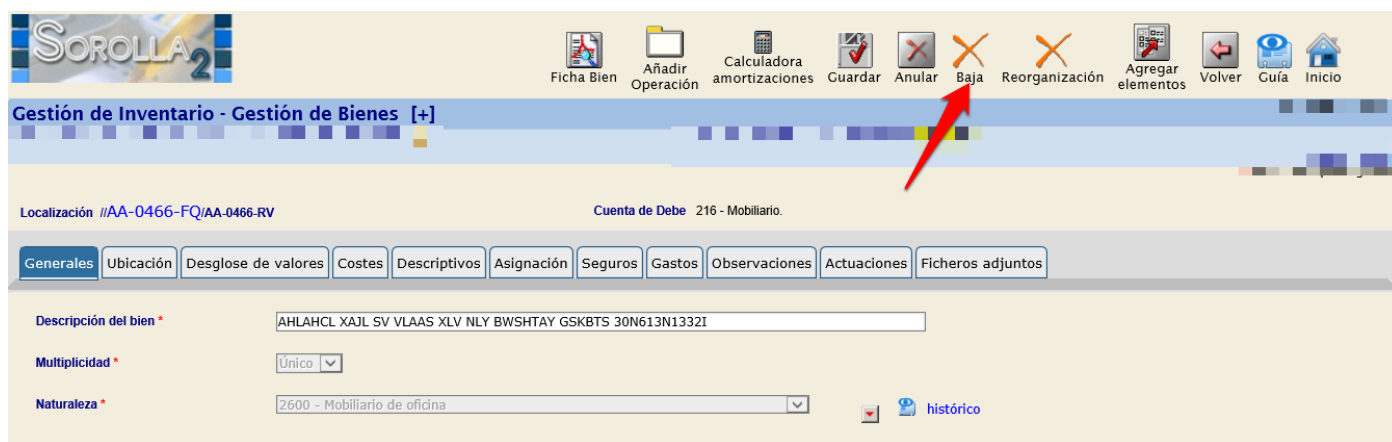 SOROLLA2
Ficha Bien
Añadir
Operación
Calculadora
amortizaciones
Guardar
Anular
Baja
Reorganización
Agregar
elementos
Volver
Guía
Inicio
Gestión de Inventario - Gestión de Bienes [+]
Localización //AA-0466-FQ/AA-0466-RV Cuenta de Debe 216 - Mobiliario.
Generales Ubicación Desglose de valores Costes Descriptivos Asignación Seguros Gastos Observaciones Actuaciones Ficheros adjuntos
Descripción del bien * AHLAHCL XAJL SV VLAAS XLV NLY BWSHTAY GSKBTS 30N613N1332I
Multiplicidad * Único
Naturaleza * 2600 - Mobiliario de oficina histórico